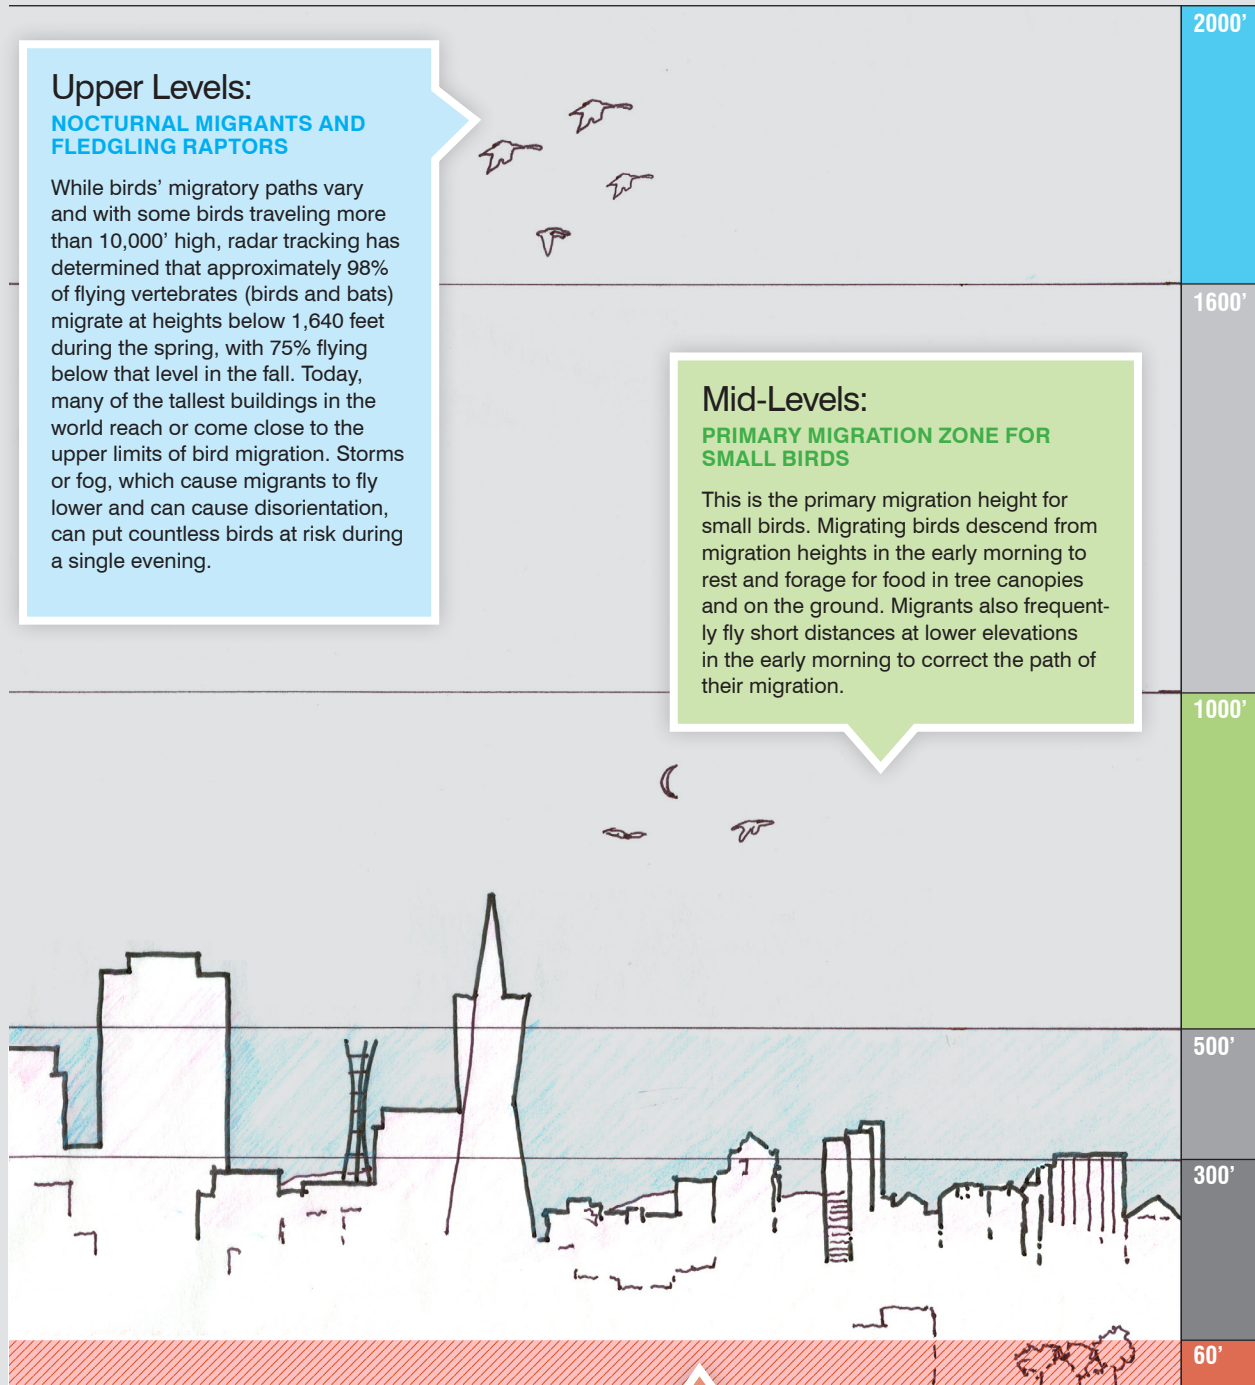 2000’
Upper Levels:
NOCTURNAL MIGRANTS AND
FLEDGLING RAPTORS
While birds’ migratory paths vary
and with some birds traveling more
than 10,000’ high, radar tracking has
determined that approximately 98%
of flying vertebrates (birds and bats)
migrate at heights below 1,640 feet
during the spring, with 75% flying
below that level in the fall. Today,
many of the tallest buildings in the
world reach or come close to the
upper limits of bird migration. Storms
or fog, which cause migrants to fly
lower and can cause disorientation,
can put countless birds at risk during
a single evening.
1600’
Mid-Levels:
PRIMARY MIGRATION ZONE FOR
SMALL BIRDS
This is the primary migration height for
small birds. Migrating birds descend from
migration heights in the early morning to
rest and forage for food in tree canopies
and on the ground. Migrants also frequent-
ly fly short distances at lower elevations
in the early morning to correct the path of
their migration.
1000’
500’
300’
60’